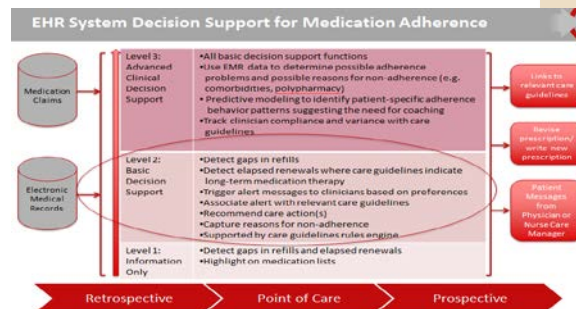 EHR System Decision Support for Medication Adherence
Medication
Claims
Electronic
Medical
Records
Level 3:
Advanced
Clinical
Decision
Support
•All basic decision support functions
•Use EMR data to determine possible adherence
problems and possible reasons for non-adherence (e.g.
comorbidities, polypharmacy)
• Predictive modeling to identify patient-specific adherence
behavior patterns suggesting the need for coaching
•Track clinician compliance and variance with care
guidelines
Level 2:
Basic
Decision
Support
•Detect gaps in refills
•Detect elapsed renewals where care guidelines indicate
long-term medication therapy
•Trigger alert messages to clinicians based on preferences
•Associate alert with relevant care guidelines
•Recommend care action(s)
•Capture reasons for non-adherence
•Supported by care guidelines rules engine
Level 1:
Information
Only
•Detect gaps in refills and elapsed renewals
•Highlight on medication lists
Links to
relevant care
guidelines
Revise
prescription/
write new
prescription
Patient
Messages
from
Physician or
Nurse Care
Manager
Retrospective
Point of Care
Prospective